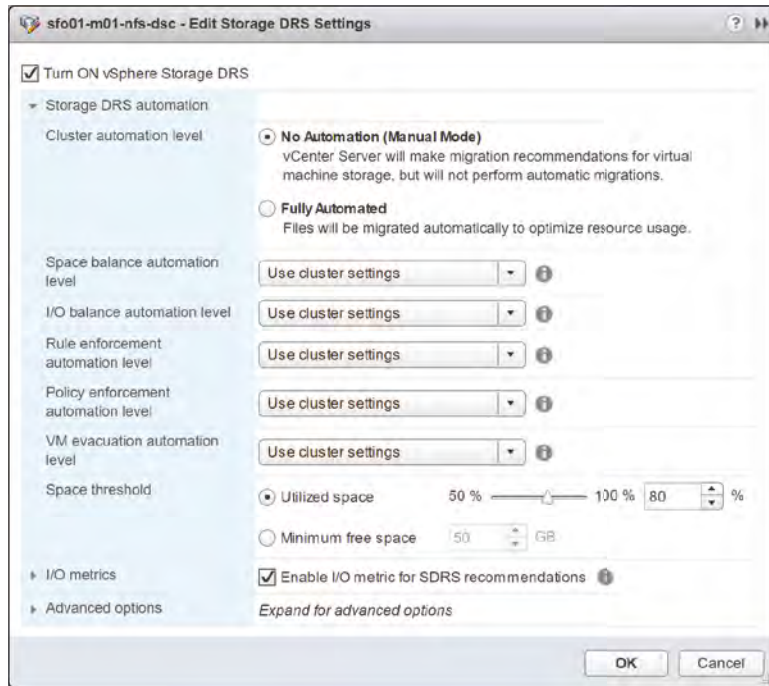 sfo01-m01-nfs-dsc - Edit Storage DRS Settings
Turn ON vSphere Storage DRS
Storage DRS automation
Cluster automation level
No Automation (Manual Mode)
vCenter Server will make migration recommendations for virtual
machine storage, but will not perform automatic migrations.
Fully Automated
Files will be migrated automatically to optimize resource usage.
Space balance automation
level
Use cluster settings
I/O balance automation level
Use cluster settings
Rule enforcement
automation level
Use cluster settings
Policy enforcement
automation level
Use cluster settings
VM evacuation automation
level
Use cluster settings
Space threshold
Utilized space 50 % 100 % 80 %
Minimum free space 50 GB
I/O metrics
Enable I/O metric for SDRS recommendations
Advanced options
Expand for advanced options
OK Cancel